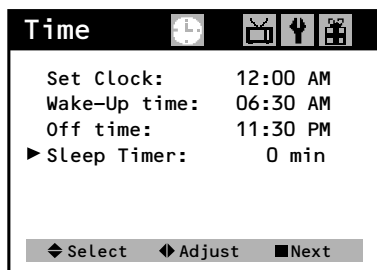 Time
Set Clock: 12:00 AM
Wake-Up time: 06:30 AM
Off time: 11:30 PM
Sleep Timer: 0 min
Select Adjust Next